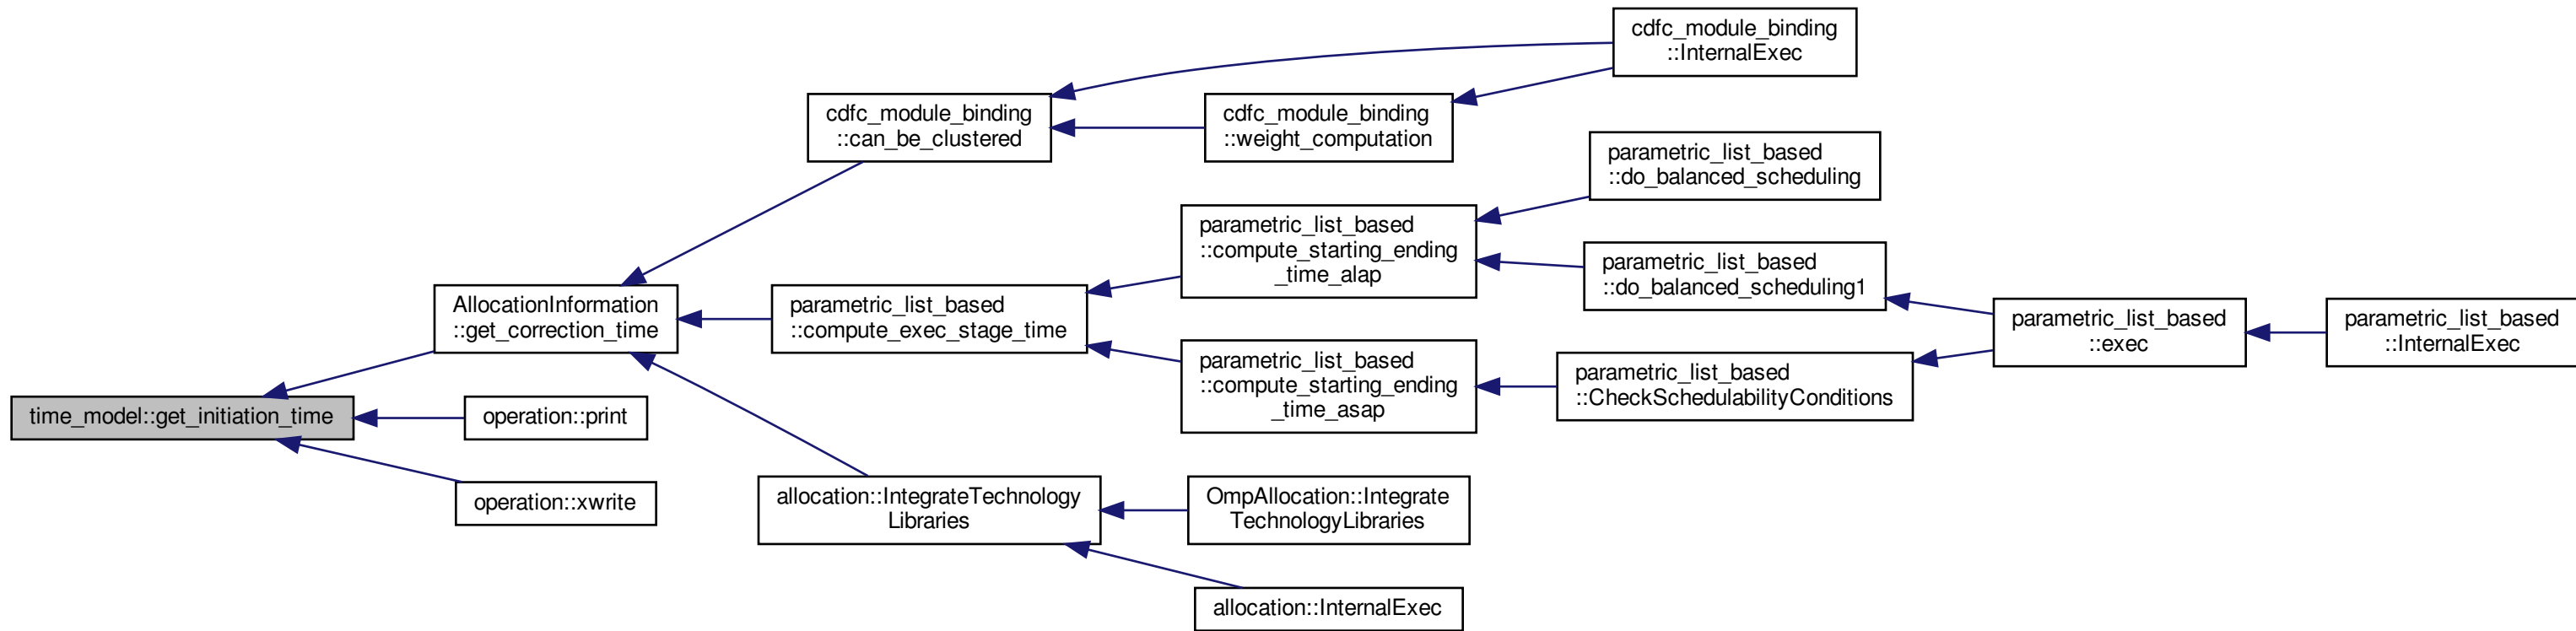 cdfc_module_binding
::InternalExec
cdfc_module_binding
::can_be_clustered
cdfc_module_binding
::weight_computation
parametric_list_based
::do_balanced_scheduling
parametric_list_based
::compute_starting_ending
_time_alap
parametric_list_based
::do_balanced_scheduling1
AllocationInformation
::get_correction_time
parametric_list_based
::compute_exec_stage_time
parametric_list_based
::exec
parametric_list_based
::InternalExec
parametric_list_based
::compute_starting_ending
_time_asap
parametric_list_based
::CheckSchedulabilityConditions
time_model::get_initiation_time
operation::print
operation::xwrite
allocation::IntegrateTechnology
Libraries
OmpAllocation::Integrate
TechnologyLibraries
allocation::InternalExec